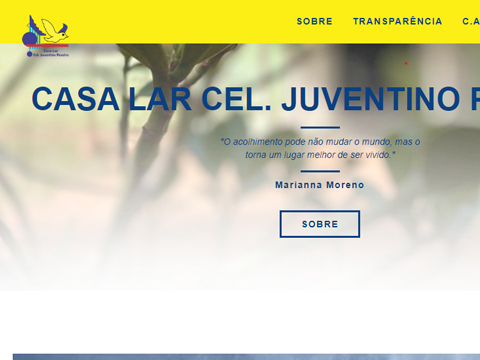 SOBRE TRANSPARÊNCIA C.A
CASA LAR CEL. JUVENTINO
"O acolhimento pode não mudar o mundo, mas o
torna um lugar melhor de ser vivido."
Marianna Moreno
SOBRE